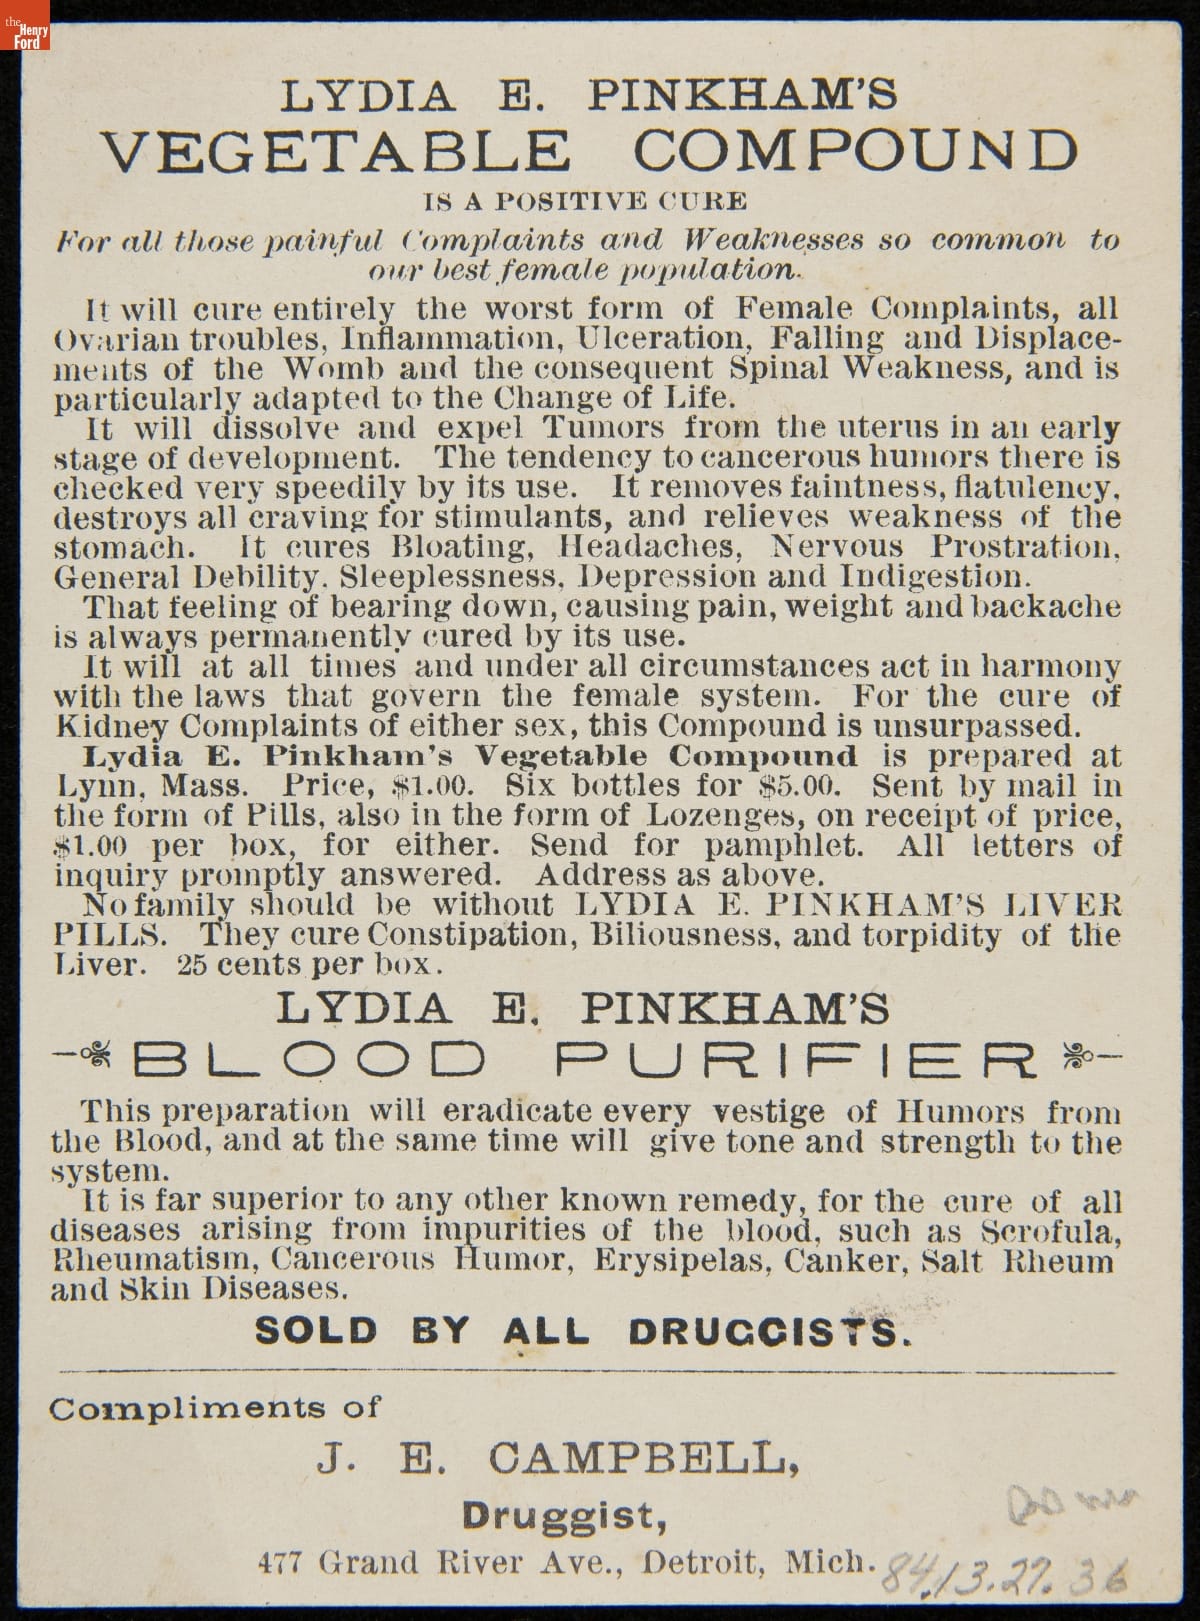 the
Henry
Ford
LYDIA E. PINKHAM'S
VEGETABLE COMPOUND
IS A POSITIVE CURE
For all those painful Complaints and Weaknesses so common to
our best female population.
It will cure entirely the worst form of Female Complaints, all
Ovarian troubles, Inflammation, Ulceration, Falling and Displace-
ments of the Womb and the consequent Spinal Weakness, and is
particularly adapted to the Change of Life.
It will dissolve and expel Tumors from the uterus in an early
stage of development. The tendency to cancerous humors there is
checked very speedily by its use. It removes faintness, flatulency,
destroys all craving for stimulants, and relieves weakness of the
stomach. It cures Bloating, Headaches, Nervous Prostration,
General Debility. Sleeplessness, Depression and Indigestion.
That feeling of bearing down, causing pain, weight and backache
is always permanently cured by its use.
It will at all times and under all circumstances act in harmony
with the laws that govern the female system. For the cure of
Kidney Complaints of either sex, this Compound is unsurpassed.
Lydia E. Pinkham's Vegetable Compound is prepared at
Lynn, Mass. Price, $1.00. Six bottles for $5.00. Sent by mail in
the form of Pills, also in the form of Lozenges, on receipt of price,
$1.00 per box, for either. Send for pamphlet. All letters of
inquiry promptly answered. Address as above.
No family should be without LYDIA E. PINKHAM'S LIVER
PILLS. They cure Constipation, Biliousness, and torpidity of the
Liver. 25 cents per box.
LYDIA E. PINKHAM'S
BLOOD PURIFIER
This preparation will eradicate every vestige of Humors from
the Blood, and at the same time will give tone and strength to the
system.
It is far superior to any other known remedy, for the cure of all
diseases arising from impurities of the blood, such as Scrofula,
Rheumatism, Cancerous Humor, Erysipelas, Canker, Salt Rheum
and Skin Diseases.
SOLD BY ALL DRUGGISTS.
Compliments of
J. E. CAMPBELL,
Druggist,
477 Grand River Ave., Detroit, Mich.
84.13.27.36